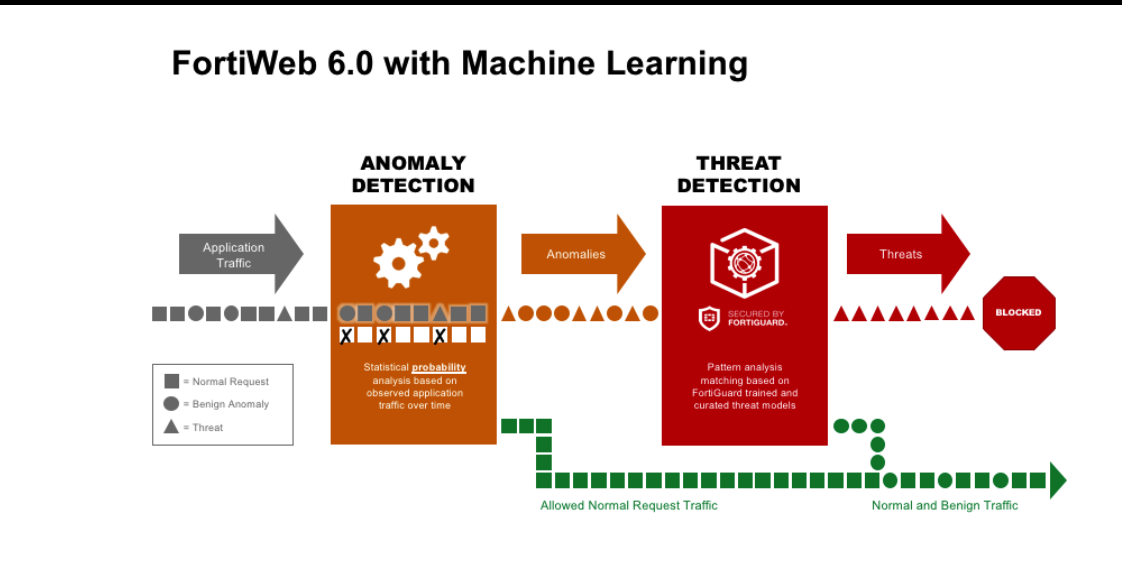 FortiWeb 6.0 with Machine Learning
ANOMALY
DETECTION
THREAT
DETECTION
Application
Traffic
Anomalies
Threats
X X X
SECURED BY
FORTIGUARD.
BLOCKED
Statistical probability
analysis based on
observed application
traffic over time
Pattern analysis
matching based on
FortiGuard trained and
curated threat models
= Normal Request
= Benign Anomaly
= Threat
Allowed Normal Request Traffic
Normal and Benign Traffic